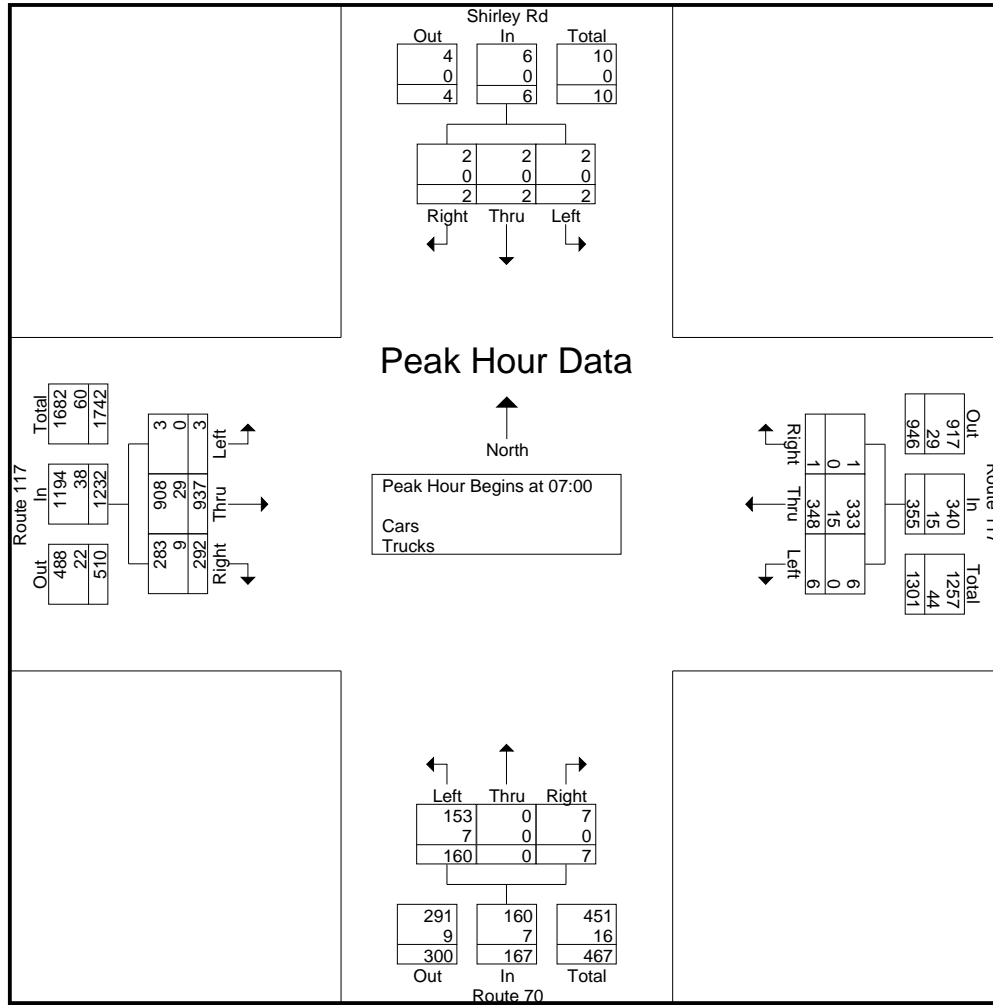 Shirley Rd
Out In Total
4 6 10
0 0 0
4 6 10
2 2 2
0 0 0
2 2 2
Right Thru Left
Peak Hour Data
North
Peak Hour Begins at 07:00
Cars
Trucks
Route 117
Total In Out
1682 1194 488
60 38 22
1742 1232 510
3 908 283
0 29 9
3 937 292
Left Thru Right
Route 117
Out In Total
917 340 1257
29 15 44
946 355 1301
1 333 6
0 15 0
1 348 6
Right Thru Left
Left Thru Right
153 0 7
7 0 0
160 0 7
291 160 451
9 7 16
300 167 467
Out In Total
Route 70